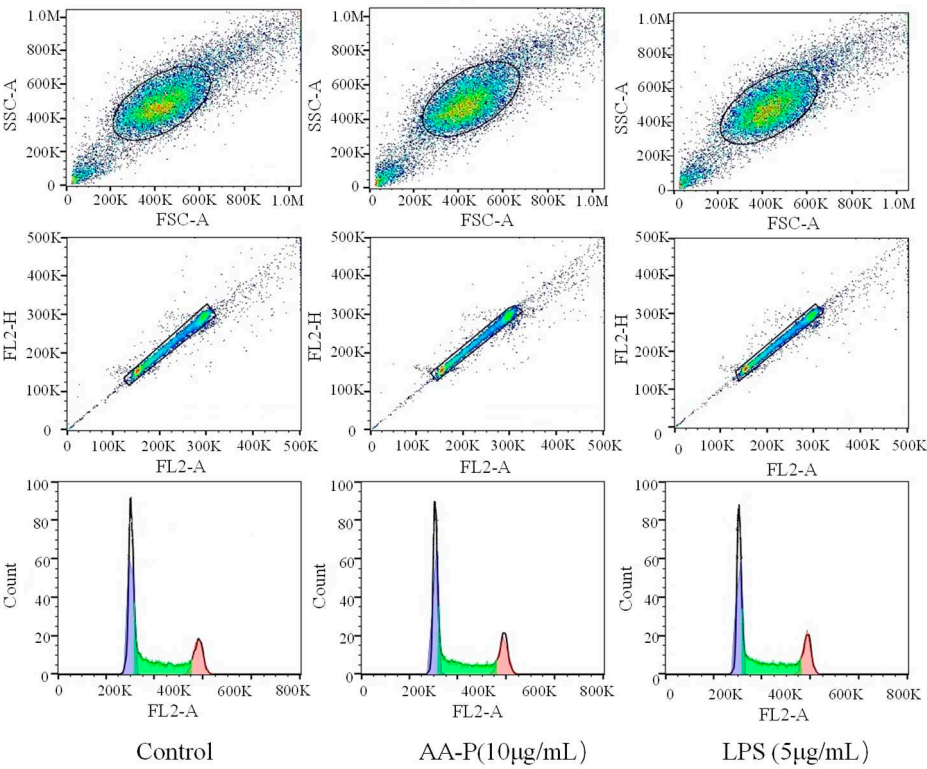 1.0M 1.0M 1.0M
800K 800K 800K
600K 600K 600K
400K 400K 400K
200K 200K 200K
0 0 0
SSC-A SSC-A SSC-A
0 200K 400K 600K 800K 1.0M 0 200K 400K 600K 800K 1.0M 0 200K 400K 600K 800K 1.0M
FSC-A FSC-A FSC-A
500K 500K 500K
400K 400K 400K
300K 300K 300K
200K 200K 200K
100K 100K 100K
0 0 0
FL2-H FL2-H FL2-H
0 100K 200K 300K 400K 500K 0 100K 200K 300K 400K 500K 0 100K 200K 300K 400K 500K
FL2-A FL2-A FL2-A
100 100 100
80 80 80
60 60 60
40 40 40
20 20 20
0 0 0
Count Count Count
0 200K 400K 600K 800K 0 200K 400K 600K 800K 0 200K 400K 600K 800K
FL2-A FL2-A FL2-A
Control AA-P(10μg/mL) LPS (5μg/mL)